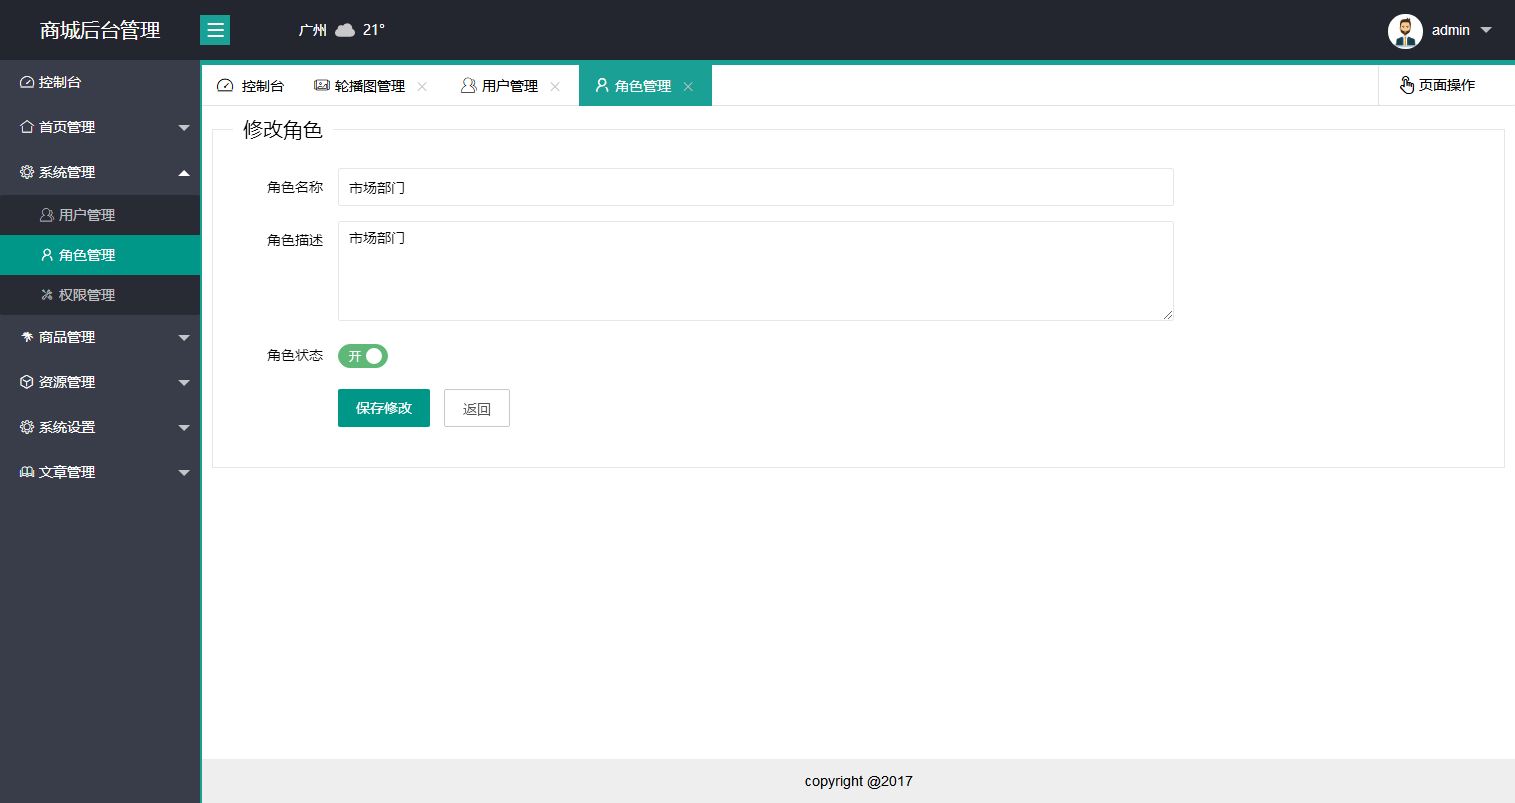 商城后台管理
广州 21°
admin
控制台
首页管理
系统管理
用户管理
角色管理
权限管理
商品管理
资源管理
系统设置
文章管理
控制台 轮播图管理 用户管理 角色管理 页面操作
修改角色
角色名称 市场部门
角色描述 市场部门
角色状态 开
保存修改 返回
copyright @2017